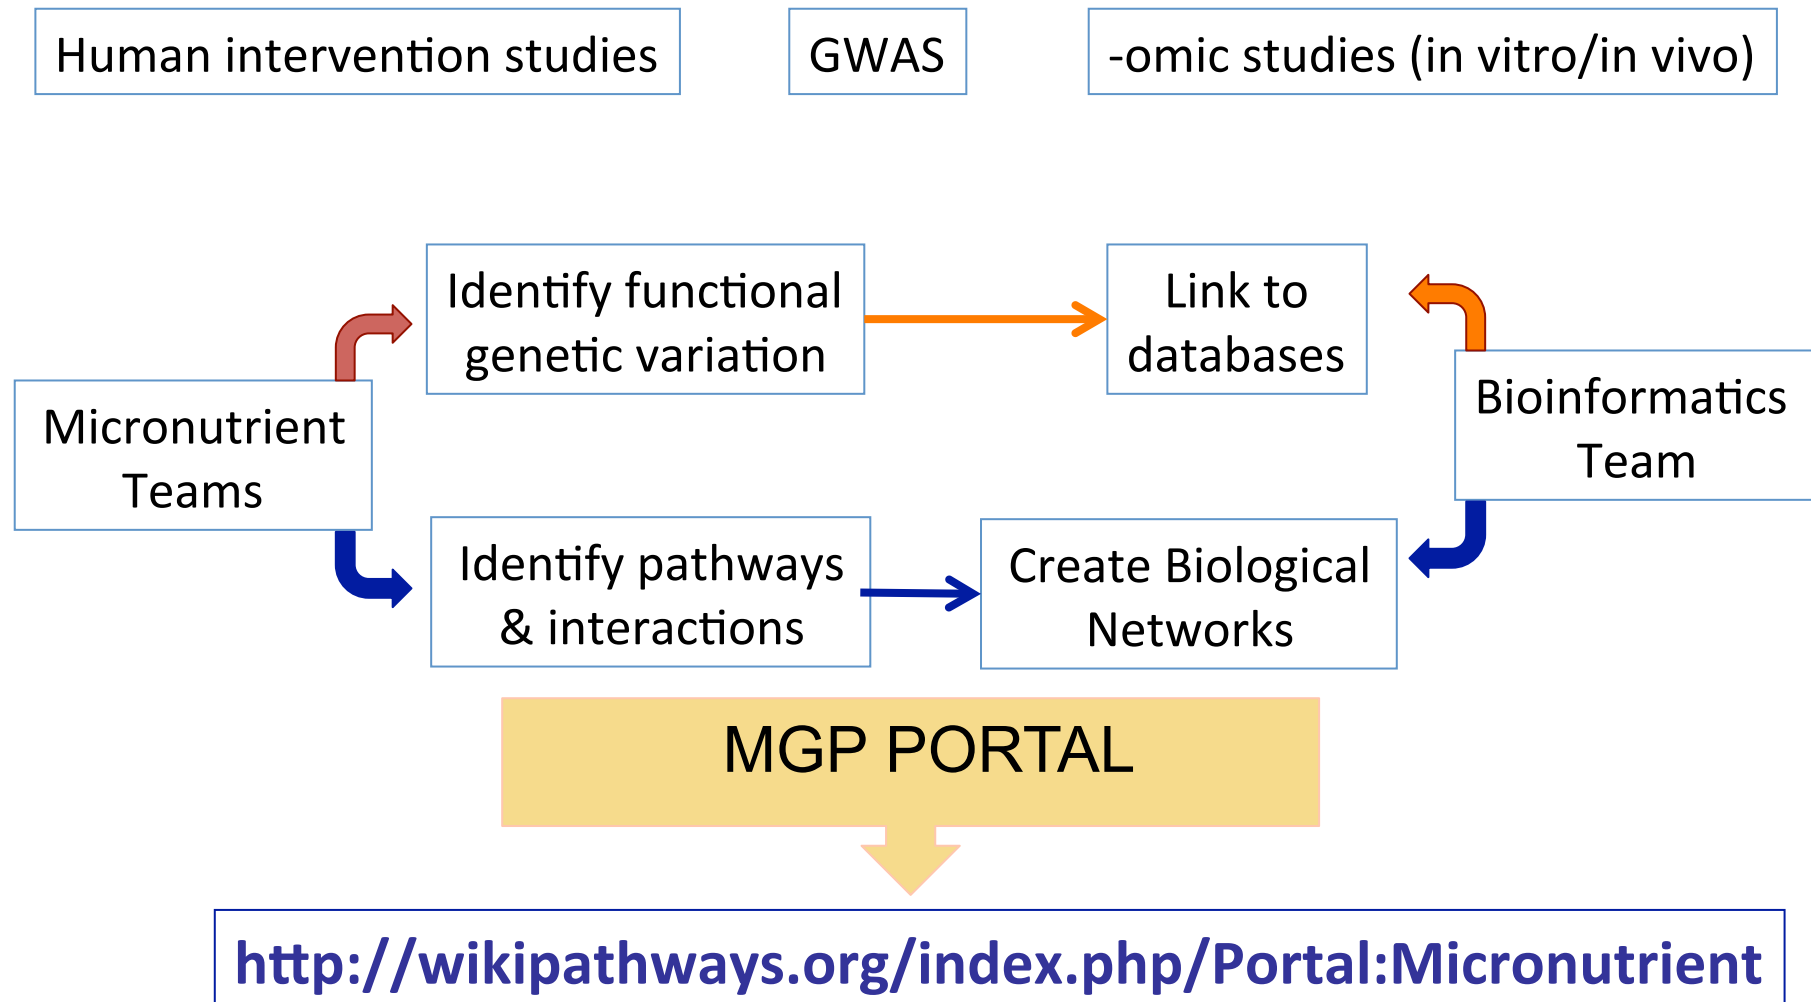 Human intervention studies
GWAS
-omic studies (in vitro/in vivo)
Identify functional
genetic variation
Link to
databases
Micronutrient
Teams
Bioinformatics
Team
Identify pathways
& interactions
Create Biological
Networks
MGP PORTAL
http://wikipathways.org/index.php/Portal:Micronutrient